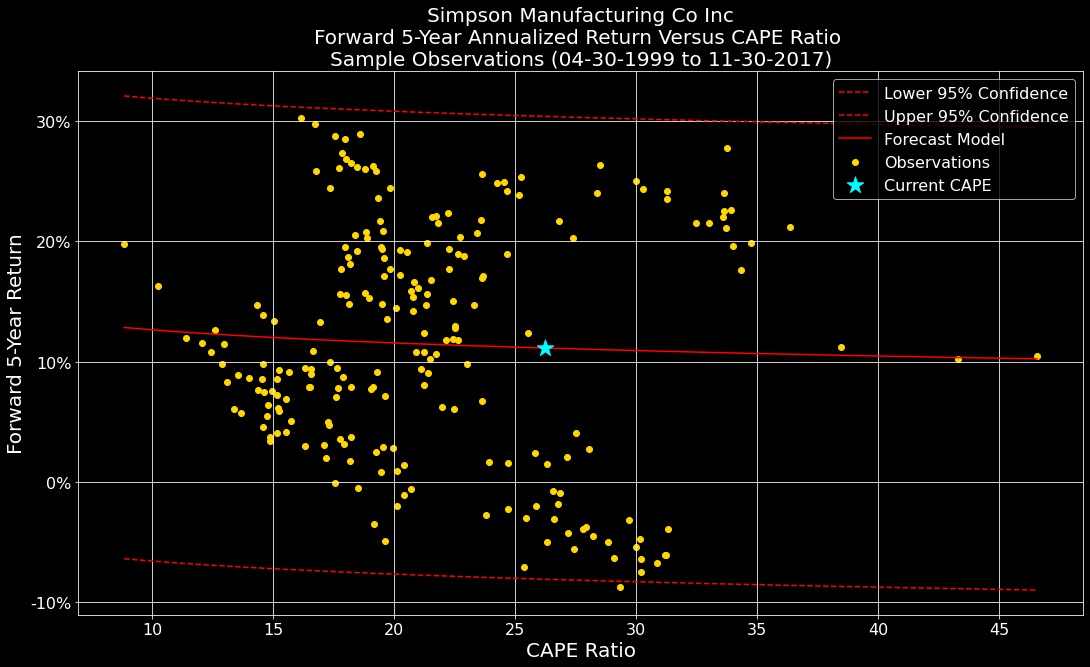 Simpson Manufacturing Co Inc
Forward 5-Year Annualized Return Versus CAPE Ratio
Sample Observations (04-30-1999 to 11-30-2017)
Lower 95% Confidence
Upper 95% Confidence
Forecast Model
Observations
Current CAPE
Forward 5-Year Return
30%
20%
10%
0%
-10%
10 15 20 25 30 35 40 45
CAPE Ratio